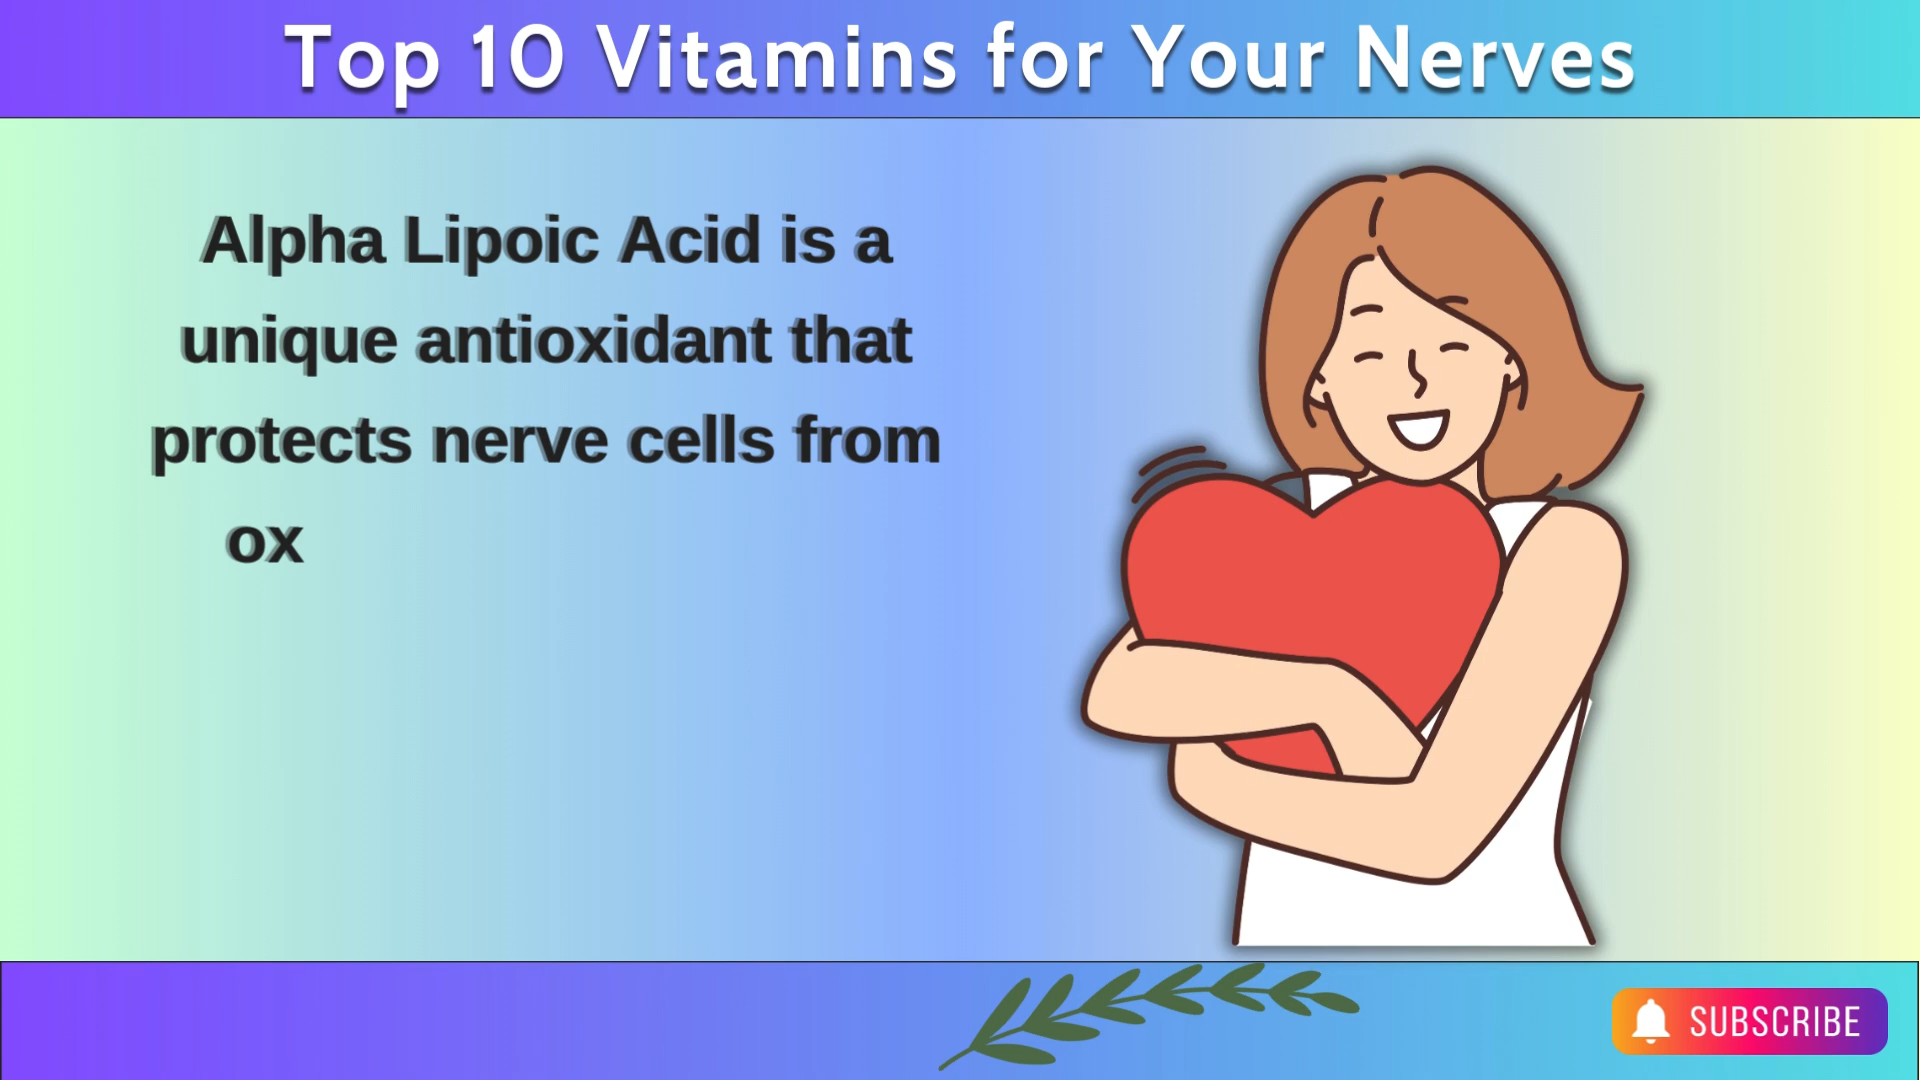 Top 10 Vitamins for Your Nerves
Alpha Lipoic Acid is a
unique antioxidant that
protects nerve cells from
ox
SUBSCRIBE